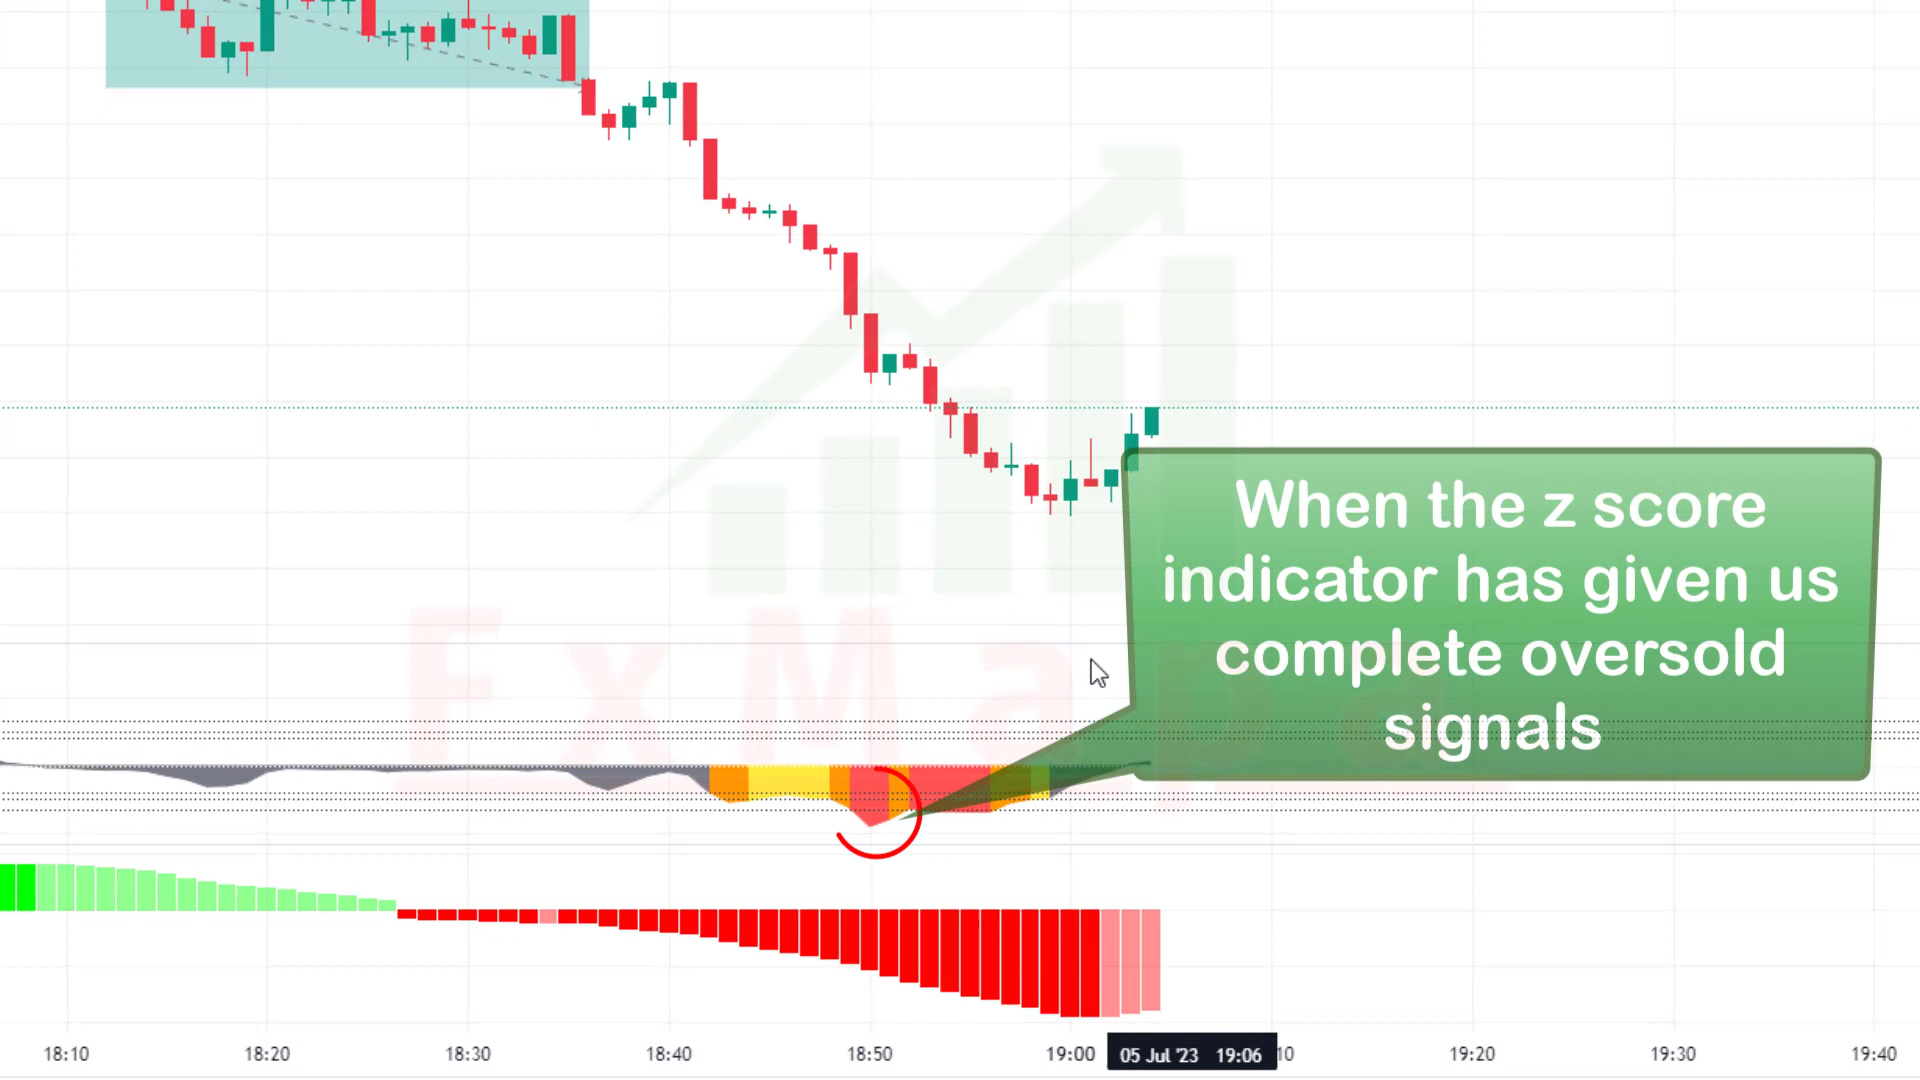 When the z score
indicator has given us
complete oversold
signals
FxMapd
18:10 18:20 18:30 18:40 18:50 19:00 05 Jul '23 19:06 10 19:20 19:30 19:40